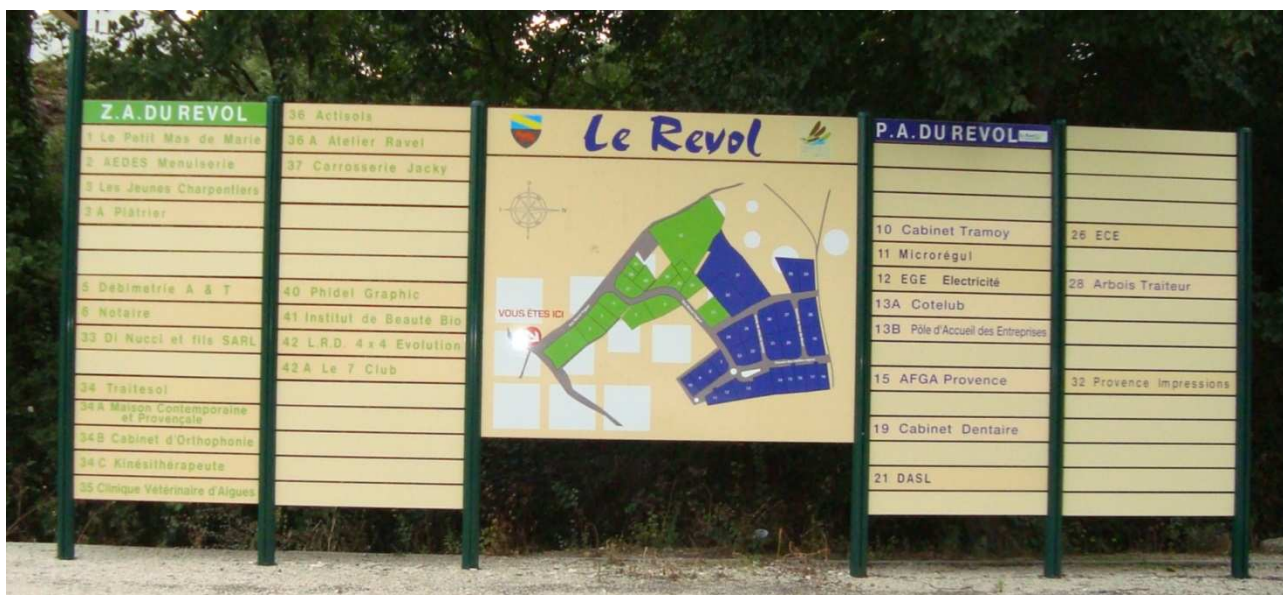 Z.A.DU REVOL
1 Le Petit Mas de Marie
2 AEDES Menuiserie
3 Les Jeunes Charpentiers
3 A Plâtrier
5 Débimétrie A & T
6 Notaire
33 Di Nucci et fils SARL
34 Traitesol
34 A Maison Contemporaine
et Provençale
34 B Cabinet d'Orthophonie
34 C Kinésithérapeute
35 Clinique Vétérinaire d'Aigues
36 Actisols
36 A Atelier Ravel
37 Carrosserie Jacky
40 Phidel Graphic
41 Institut de Beauté Bio
42 L.R.D. 4 x 4 Evolution
42 A Le 7 Club
Le Revol
VOUS ÊTES ICI
P.A.DU REVOL
10 Cabinet Tramoy
11 Microrégul
12 EGE Electricité
13A Cotelub
13B Pôle d'Accueil des Entreprises
15 AFGA Provence
19 Cabinet Dentaire
21 DASL
26 ECE
28 Arbois Traiteur
32 Provence Impressions